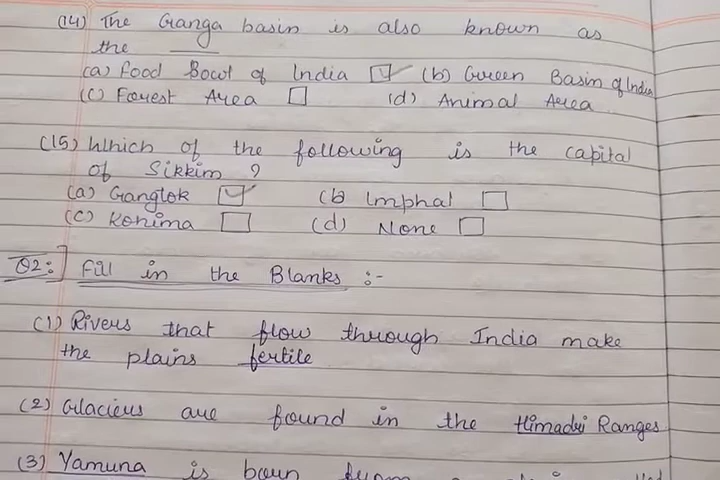 (14) The Ganga basin is also known as
the ___
(a) Food Bowl of India ☑ (b) Green Basin of India
(c) Forest Area ☐ (d) Animal Area
(15) Which of the following is the capital
of Sikkim ?
(a) Gangtok ☑ (b) Imphal ☐
(c) Kohima ☐ (d) None ☐
Q2:] Fill in the Blanks :-
(1) Rivers that flow through India make
the plains fertile
(2) Glaciers are found in the Himadri Ranges
(3) Yamuna is born from